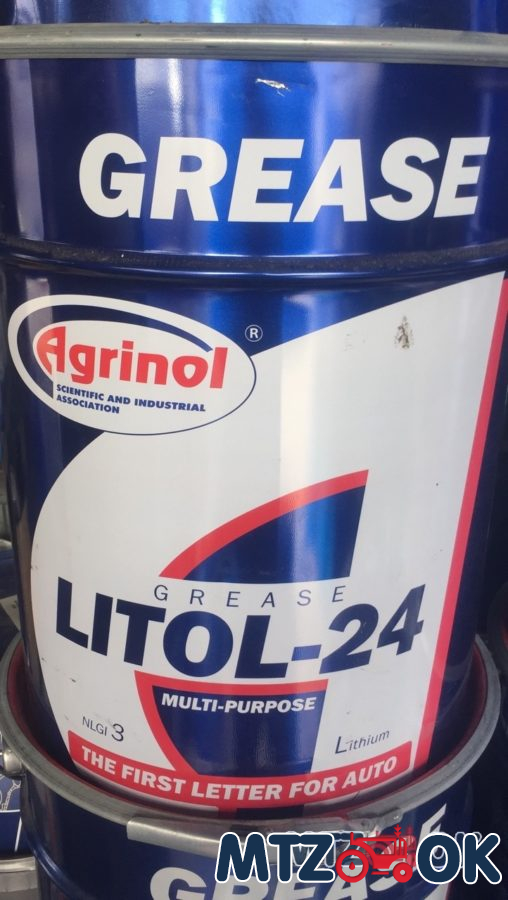 GREASE
Agrinol ®
SCIENTIFIC AND INDUSTRIAL
ASSOCIATION
GREASE
LITOL-24
MULTI-PURPOSE
NLGI 3
Lithium
THE FIRST LETTER FOR AUTO
MTZ OK
GREASE